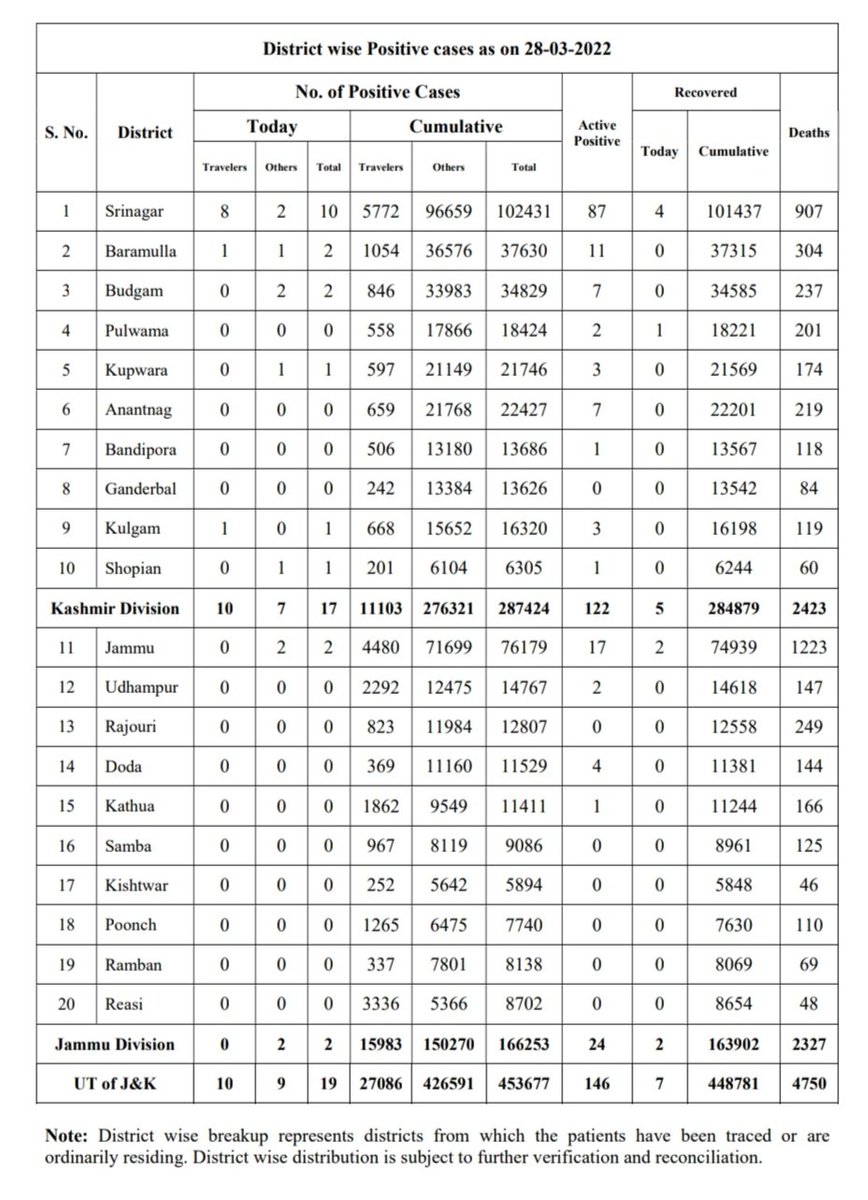 District wise Positive cases as on 28-03-2022
S. No. District No. of Positive Cases Active Positive Recovered Deaths
Today Cumulative Today Cumulative
Travelers Others Total Travelers Others Total
1 Srinagar 8 2 10 5772 96659 102431 87 4 101437 907
2 Baramulla 1 1 2 1054 36576 37630 11 0 37315 304
3 Budgam 0 2 2 846 33983 34829 7 0 34585 237
4 Pulwama 0 0 0 558 17866 18424 2 1 18221 201
5 Kupwara 0 1 1 597 21149 21746 3 0 21569 174
6 Anantnag 0 0 0 659 21768 22427 7 0 22201 219
7 Bandipora 0 0 0 506 13180 13686 1 0 13567 118
8 Ganderbal 0 0 0 242 13384 13626 0 0 13542 84
9 Kulgam 1 0 1 668 15652 16320 3 0 16198 119
10 Shopian 0 1 1 201 6104 6305 1 0 6244 60
Kashmir Division 10 7 17 11103 276321 287424 122 5 284879 2423
11 Jammu 0 2 2 4480 71699 76179 17 2 74939 1223
12 Udhampur 0 0 0 2292 12475 14767 2 0 14618 147
13 Rajouri 0 0 0 823 11984 12807 0 0 12558 249
14 Doda 0 0 0 369 11160 11529 4 0 11381 144
15 Kathua 0 0 0 1862 9549 11411 1 0 11244 166
16 Samba 0 0 0 967 8119 9086 0 0 8961 125
17 Kishtwar 0 0 0 252 5642 5894 0 0 5848 46
18 Poonch 0 0 0 1265 6475 7740 0 0 7630 110
19 Ramban 0 0 0 337 7801 8138 0 0 8069 69
20 Reasi 0 0 0 3336 5366 8702 0 0 8654 48
Jammu Division 0 2 2 15983 150270 166253 24 2 163902 2327
UT of J&K 10 9 19 27086 426591 453677 146 7 448781 4750
Note: District wise breakup represents districts from which the patients have been traced or are
ordinarily residing. District wise distribution is subject to further verification and reconciliation.